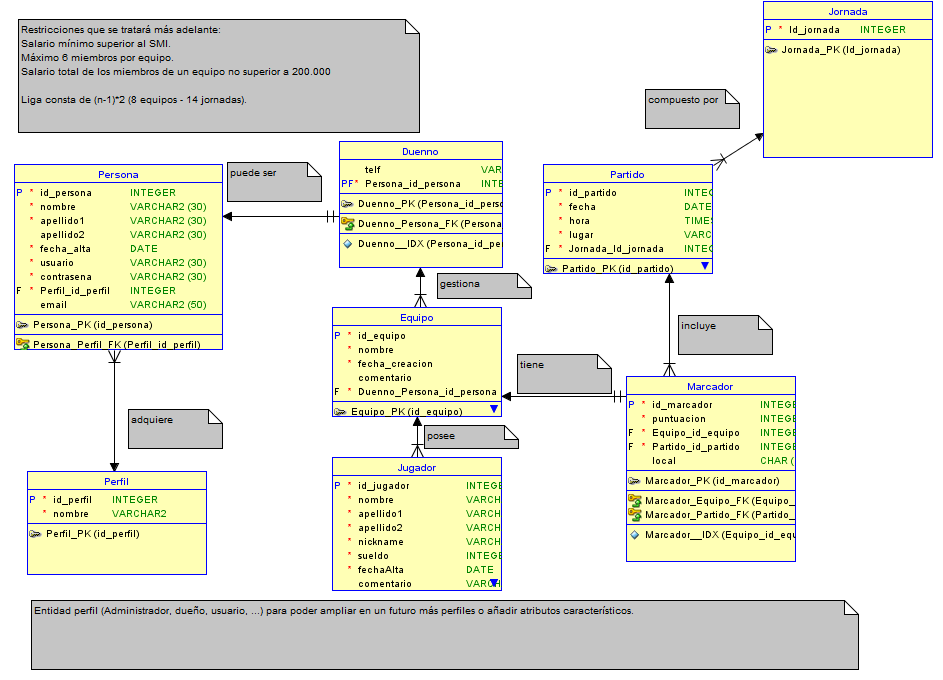 Restricciones que se tratará más adelante:
Salario mínimo superior al SMI.
Máximo 6 miembros por equipo.
Salario total de los miembros de un equipo no superior a 200.000
Liga consta de (n-1)*2 (8 equipos - 14 jornadas).
Jornada
P * Id_jornada INTEGER
Jornada_PK (Id_jornada)
compuesto por
Persona
P * id_persona INTEGER
* nombre VARCHAR2 (30)
* apellido1 VARCHAR2 (30)
apellido2 VARCHAR2 (30)
* fecha_alta DATE
* usuario VARCHAR2 (30)
* contrasena VARCHAR2 (30)
F * Perfil_id_perfil INTEGER
email VARCHAR2 (50)
Persona_PK (id_persona)
Persona_Perfil_FK (Perfil_id_perfil)
puede ser
Duenno
telf VAR
PF* Persona_id_persona INTE
Duenno_PK (Persona_id_perso
Duenno_Persona_FK (Persona
Duenno__IDX (Persona_id_pe
gestiona
Partido
P * id_partido INTEG
* fecha DATE
* hora TIMES
* lugar VARC
F * Jornada_Id_jornada INTEG
Partido_PK (id_partido)
incluye
Equipo
P * id_equipo
* nombre
* fecha_creacion
comentario
F * Duenno_Persona_id_persona
Equipo_PK (id_equipo)
tiene
posee
Marcador
P * id_marcador INTEGE
* puntuacion INTEGE
F * Equipo_id_equipo INTEGE
F * Partido_id_partido INTEGE
local CHAR (
Marcador_PK (id_marcador)
Marcador_Equipo_FK (Equipo_
Marcador_Partido_FK (Partido_
Marcador__IDX (Equipo_id_equ
adquiere
Perfil
P * id_perfil INTEGER
* nombre VARCHAR2
Perfil_PK (id_perfil)
Jugador
P * id_jugador INTEGE
* nombre VARCH
* apellido1 VARCH
* apellido2 VARCH
* nickname VARCH
* sueldo INTEGE
* fechaAlta DATE
comentario VARCH
Entidad perfil (Administrador, dueño, usuario, ...) para poder ampliar en un futuro más perfiles o añadir atributos característicos.